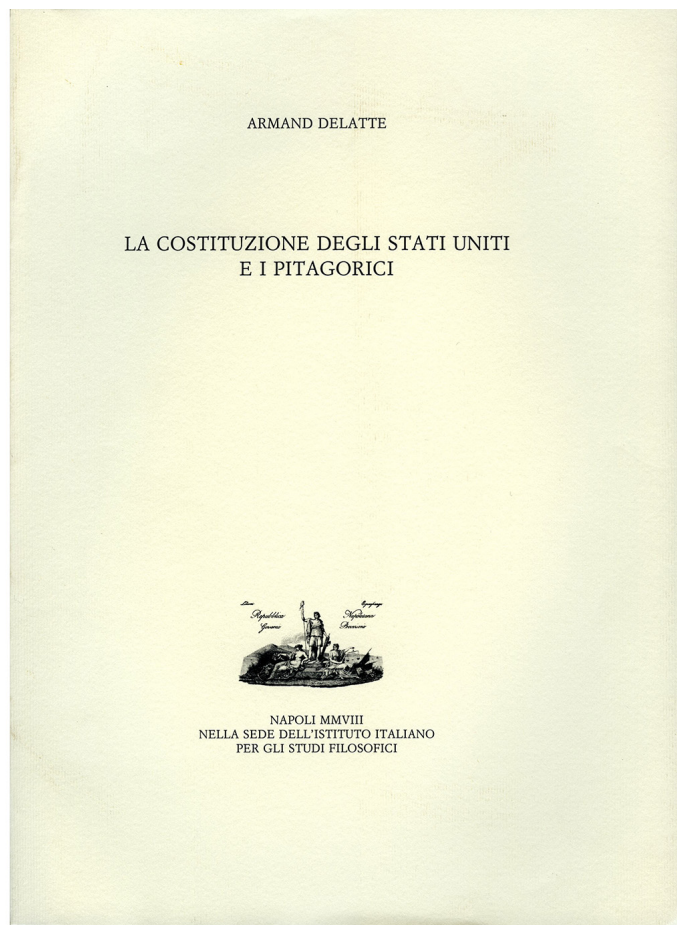 ARMAND DELATTE
LA COSTITUZIONE DEGLI STATI UNITI
E I PITAGORICI
Repubblica Napoletana
NAPOLI MMVIII
NELLA SEDE DELL'ISTITUTO ITALIANO
PER GLI STUDI FILOSOFICI